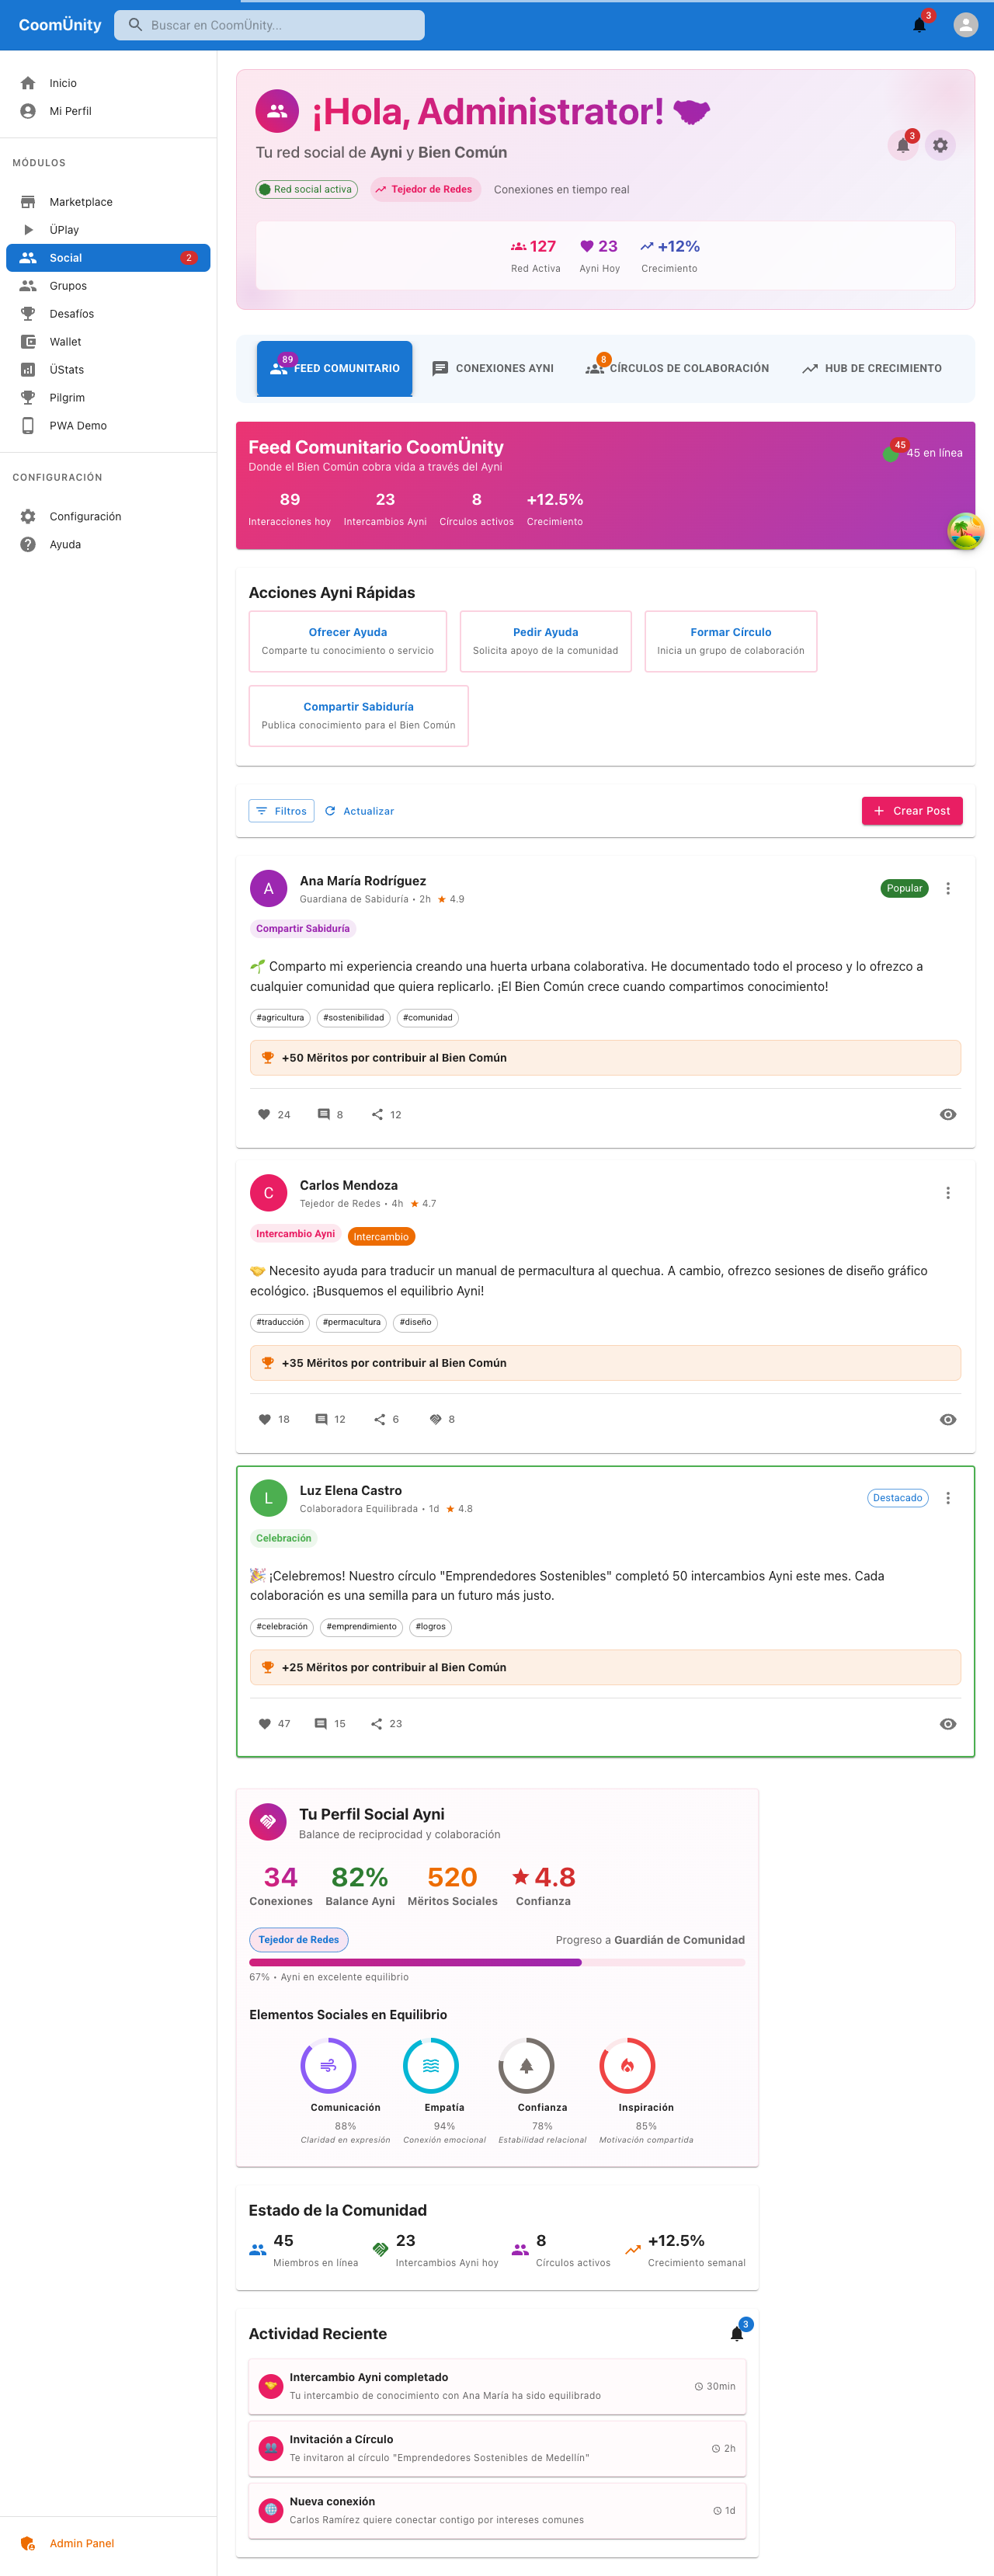 CoomÜnity
Buscar en CoomÜnity...
3
Inicio
Mi Perfil
MÓDULOS
Marketplace
ÜPlay
Social
2
Grupos
Desafíos
Wallet
ÜStats
Pilgrim
PWA Demo
CONFIGURACIÓN
Configuración
Ayuda
Admin Panel
¡Hola, Administrator!
Tu red social de Ayni y Bien Común
3
Red social activa
Tejedor de Redes
Conexiones en tiempo real
127
Red Activa
23
Ayni Hoy
+12%
Crecimiento
89
FEED COMUNITARIO
CONEXIONES AYNI
8
CÍRCULOS DE COLABORACIÓN
HUB DE CRECIMIENTO
Feed Comunitario CoomÜnity
Donde el Bien Común cobra vida a través del Ayni
45
45 en línea
89
Interacciones hoy
23
Intercambios Ayni
8
Círculos activos
+12.5%
Crecimiento
Acciones Ayni Rápidas
Ofrecer Ayuda
Comparte tu conocimiento o servicio
Pedir Ayuda
Solicita apoyo de la comunidad
Formar Círculo
Inicia un grupo de colaboración
Compartir Sabiduría
Publica conocimiento para el Bien Común
Filtros
Actualizar
Crear Post
A
Ana María Rodríguez
Guardiana de Sabiduría • 2h ★ 4.9
Popular
Compartir Sabiduría
🌱 Comparto mi experiencia creando una huerta urbana colaborativa. He documentado todo el proceso y lo ofrezco a
cualquier comunidad que quiera replicarlo. ¡El Bien Común crece cuando compartimos conocimiento!
#agricultura
#sostenibilidad
#comunidad
+50 Mëritos por contribuir al Bien Común
24
8
12
C
Carlos Mendoza
Tejedor de Redes • 4h ★ 4.7
Intercambio Ayni
Intercambio
🤝 Necesito ayuda para traducir un manual de permacultura al quechua. A cambio, ofrezco sesiones de diseño gráfico
ecológico. ¡Busquemos el equilibrio Ayni!
#traducción
#permacultura
#diseño
+35 Mëritos por contribuir al Bien Común
18
12
6
8
L
Luz Elena Castro
Colaboradora Equilibrada • 1d ★ 4.8
Destacado
Celebración
🎉 ¡Celebremos! Nuestro círculo "Emprendedores Sostenibles" completó 50 intercambios Ayni este mes. Cada
colaboración es una semilla para un futuro más justo.
#celebración
#emprendimiento
#logros
+25 Mëritos por contribuir al Bien Común
47
15
23
Tu Perfil Social Ayni
Balance de reciprocidad y colaboración
34
Conexiones
82%
Balance Ayni
520
Mëritos Sociales
★ 4.8
Confianza
Tejedor de Redes
Progreso a Guardián de Comunidad
67% • Ayni en excelente equilibrio
Elementos Sociales en Equilibrio
Comunicación
88%
Claridad en expresión
Empatía
94%
Conexión emocional
Confianza
78%
Estabilidad relacional
Inspiración
85%
Motivación compartida
Estado de la Comunidad
45
Miembros en línea
23
Intercambios Ayni hoy
8
Círculos activos
+12.5%
Crecimiento semanal
Actividad Reciente
3
Intercambio Ayni completado
Tu intercambio de conocimiento con Ana María ha sido equilibrado
30min
Invitación a Círculo
Te invitaron al círculo "Emprendedores Sostenibles de Medellín"
2h
Nueva conexión
Carlos Ramírez quiere conectar contigo por intereses comunes
1d